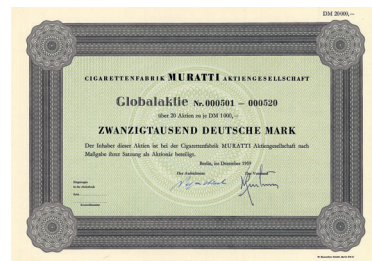 DM 20000,—
CIGARETTENFABRIK MURATTI AKTIENGESELLSCHAFT
Globalaktie Nr. 000501 — 000520
über 20 Aktien zu je DM 1000,—
ZWANZIGTAUSEND DEUTSCHE MARK
Der Inhaber dieser Aktien ist bei der Cigarettenfabrik MURATTI Aktiengesellschaft nach
Maßgabe ihrer Satzung als Aktionär beteiligt.
Berlin, im Dezember 1959
Der Aufsichtsrat Der Vorstand